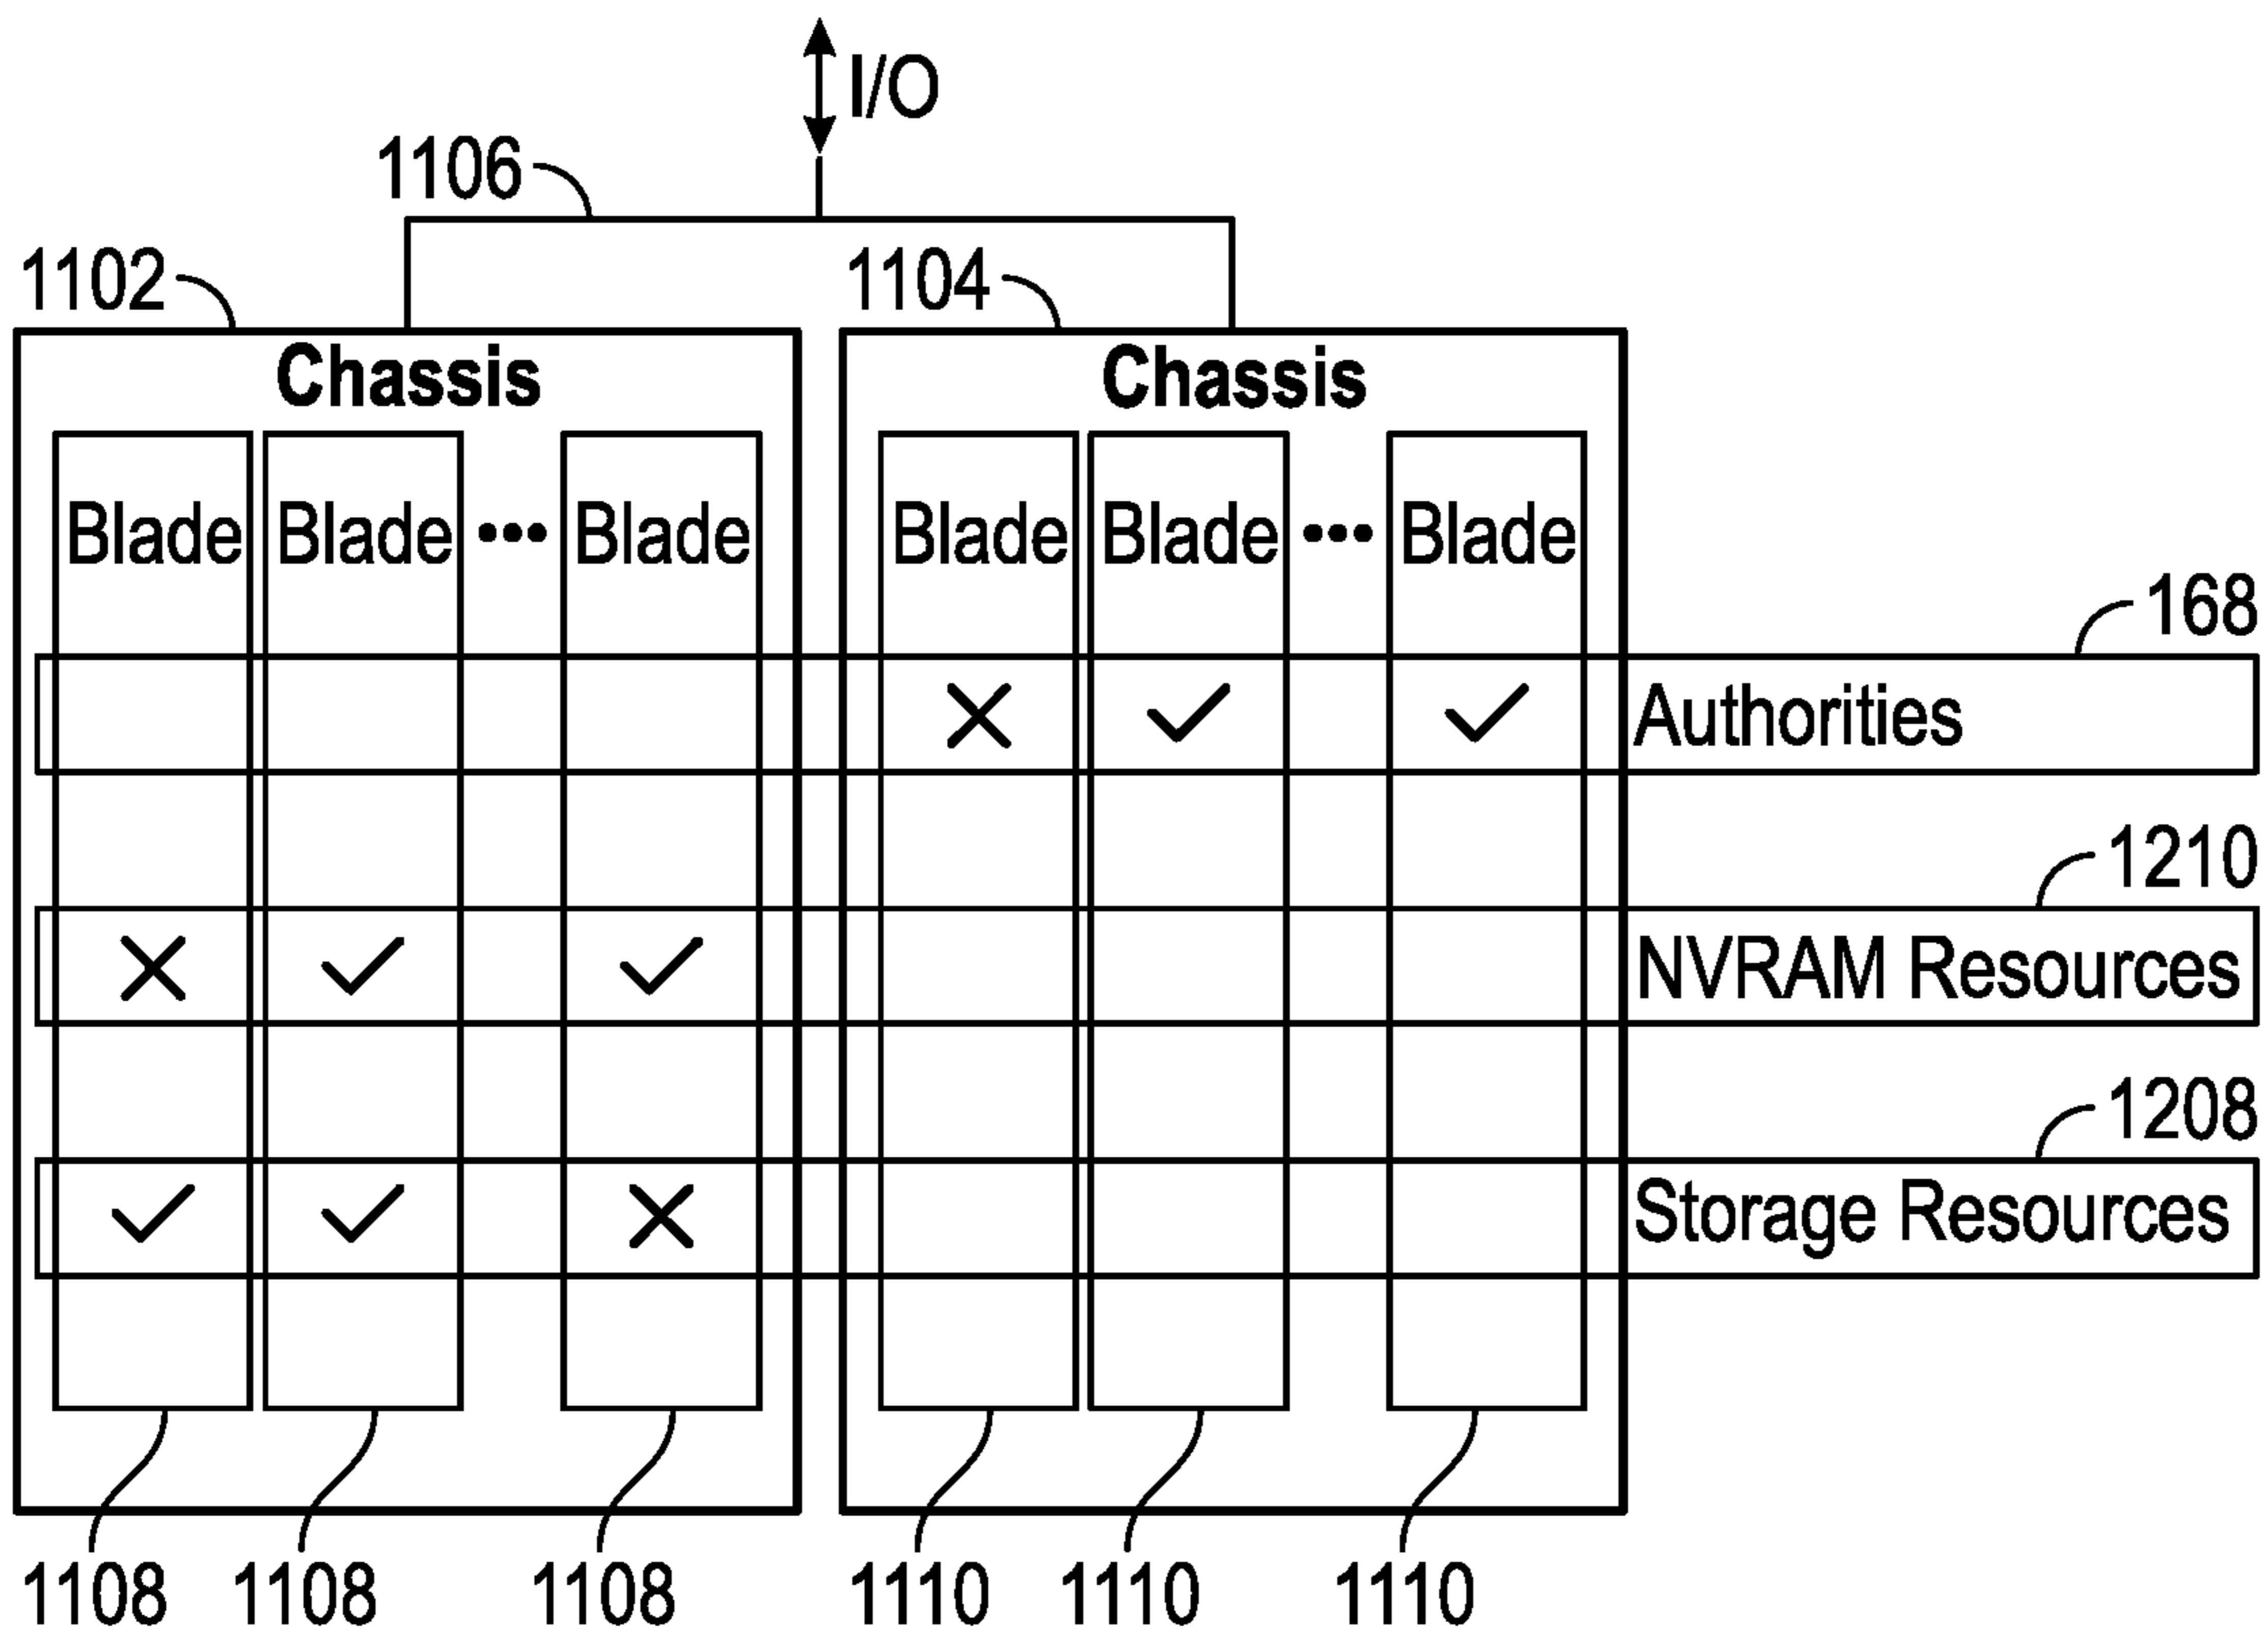 I/O
1106
1102
1104
Chassis
Chassis
Blade Blade ••• Blade
Blade Blade ••• Blade
168
Authorities
1210
NVRAM Resources
1208
Storage Resources
1108 1108 1108
1110 1110 1110